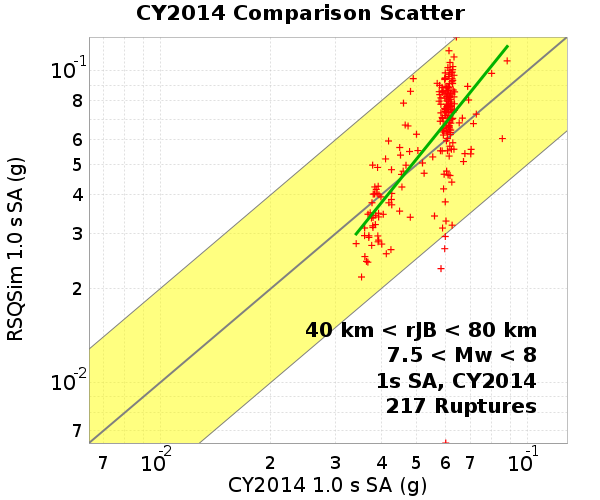 CY2014 Comparison Scatter
RSQSim 1.0 s SA (g)
10⁻¹
8
6
5
4
3
2
10⁻²
7
40 km < rJB < 80 km
7.5 < Mw < 8
1s SA, CY2014
217 Ruptures
7 10⁻² 2 3 4 5 6 7 10⁻¹
CY2014 1.0 s SA (g)